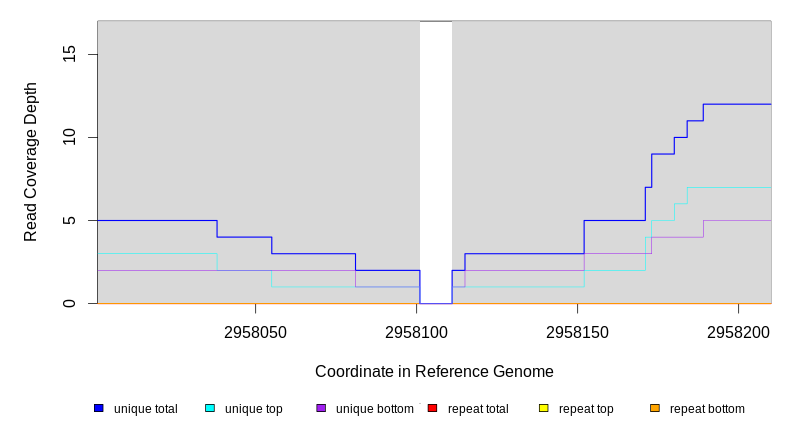 15
10
5
0
Read Coverage Depth
2958050 2958100 2958150 2958200
Coordinate in Reference Genome
unique total unique top unique bottom repeat total repeat top repeat bottom